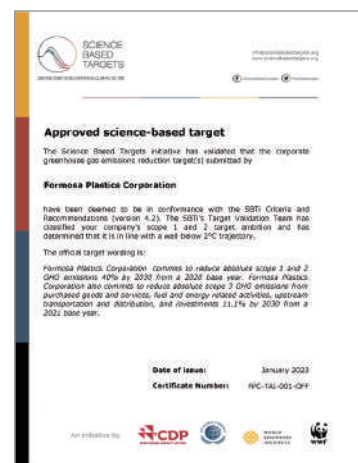 SCIENCE
BASED
TARGETS
Approved science-based target
The Science Based Targets initiative has validated that the corporate
greenhouse gas emissions reduction target(s) submitted by
Formosa Plastics Corporation
have been deemed to be in conformance with the SBTi Criteria and
Recommendations (version 4.2). The SBTi's Target Validation Team has
classified your company's scope 1 and 2 target ambition and has
determined that it is in line with a well-below 2°C trajectory.
The official target wording is:
Formosa Plastics Corporation commits to reduce absolute scope 1 and 2
GHG emissions 40% by 2030 from a 2020 base year. Formosa Plastics
Corporation also commits to reduce absolute scope 3 GHG emissions from
purchased goods and services, fuel and energy related activities, upstream
transportation and distribution, and investments 11.1% by 2030 from a
2021 base year.
Date of issue: January 2023
Certificate Number: FPC-TAI-001-OFF
An initiative by CDP
WWF